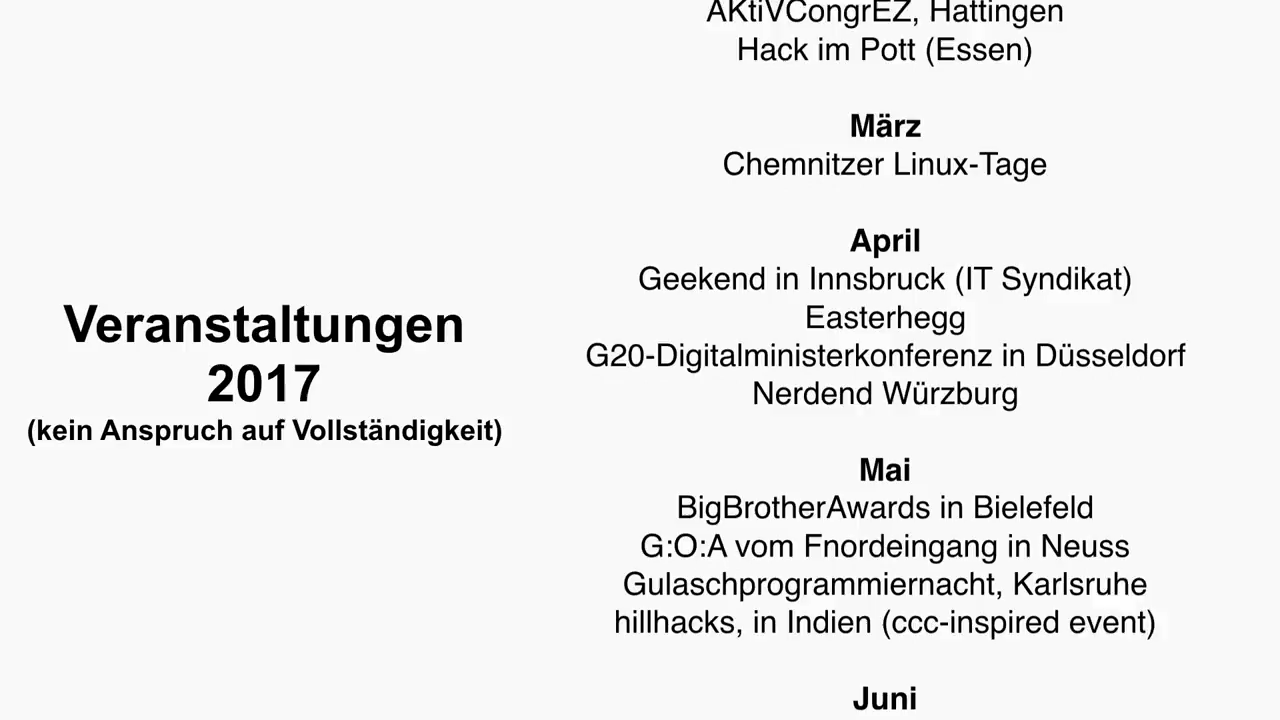 AKtiVCongrEZ, Hattingen
Hack im Pott (Essen)
März
Chemnitzer Linux-Tage
April
Geekend in Innsbruck (IT Syndikat)
Easterhegg
G20-Digitalministerkonferenz in Düsseldorf
Nerdend Würzburg
Mai
BigBrotherAwards in Bielefeld
G:O:A vom Fnordeingang in Neuss
Gulaschprogrammiernacht, Karlsruhe
hillhacks, in Indien (ccc-inspired event)
Juni
Veranstaltungen
2017
(kein Anspruch auf Vollständigkeit)